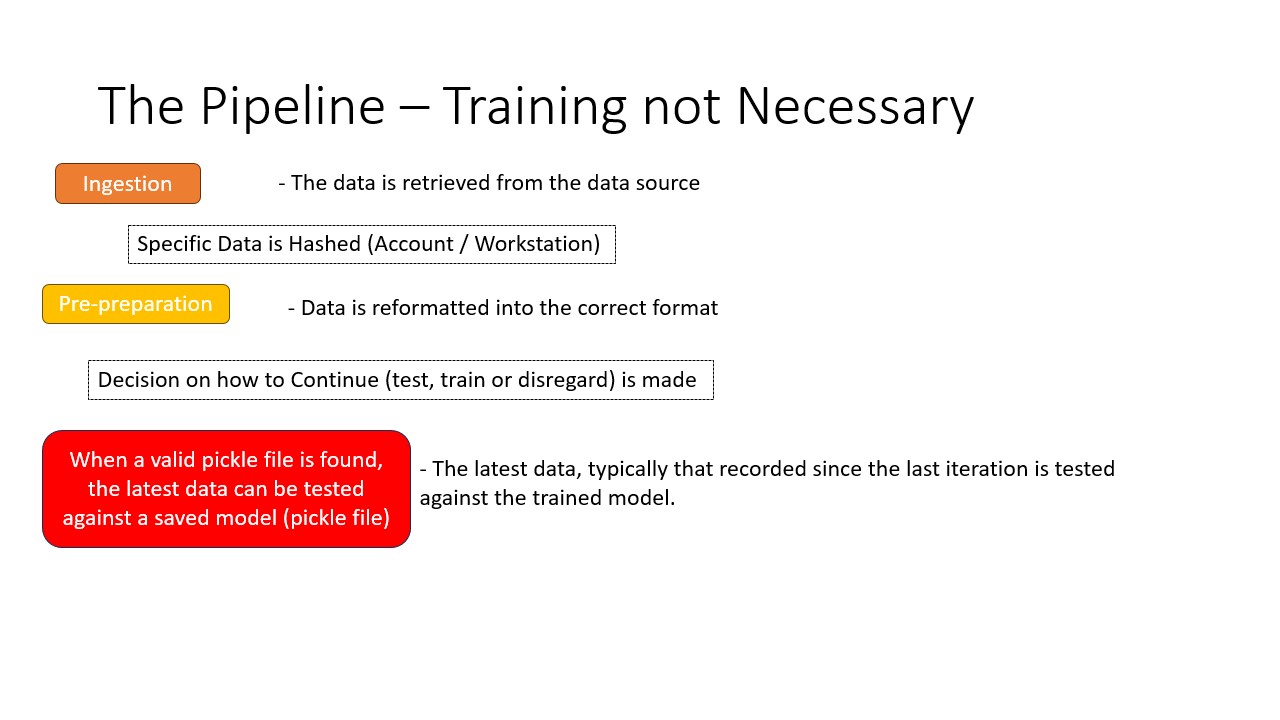 The Pipeline – Training not Necessary
Ingestion
- The data is retrieved from the data source
Specific Data is Hashed (Account / Workstation)
Pre-preparation
- Data is reformatted into the correct format
Decision on how to Continue (test, train or disregard) is made
When a valid pickle file is found,
the latest data can be tested
against a saved model (pickle file)
- The latest data, typically that recorded since the last iteration is tested
against the trained model.